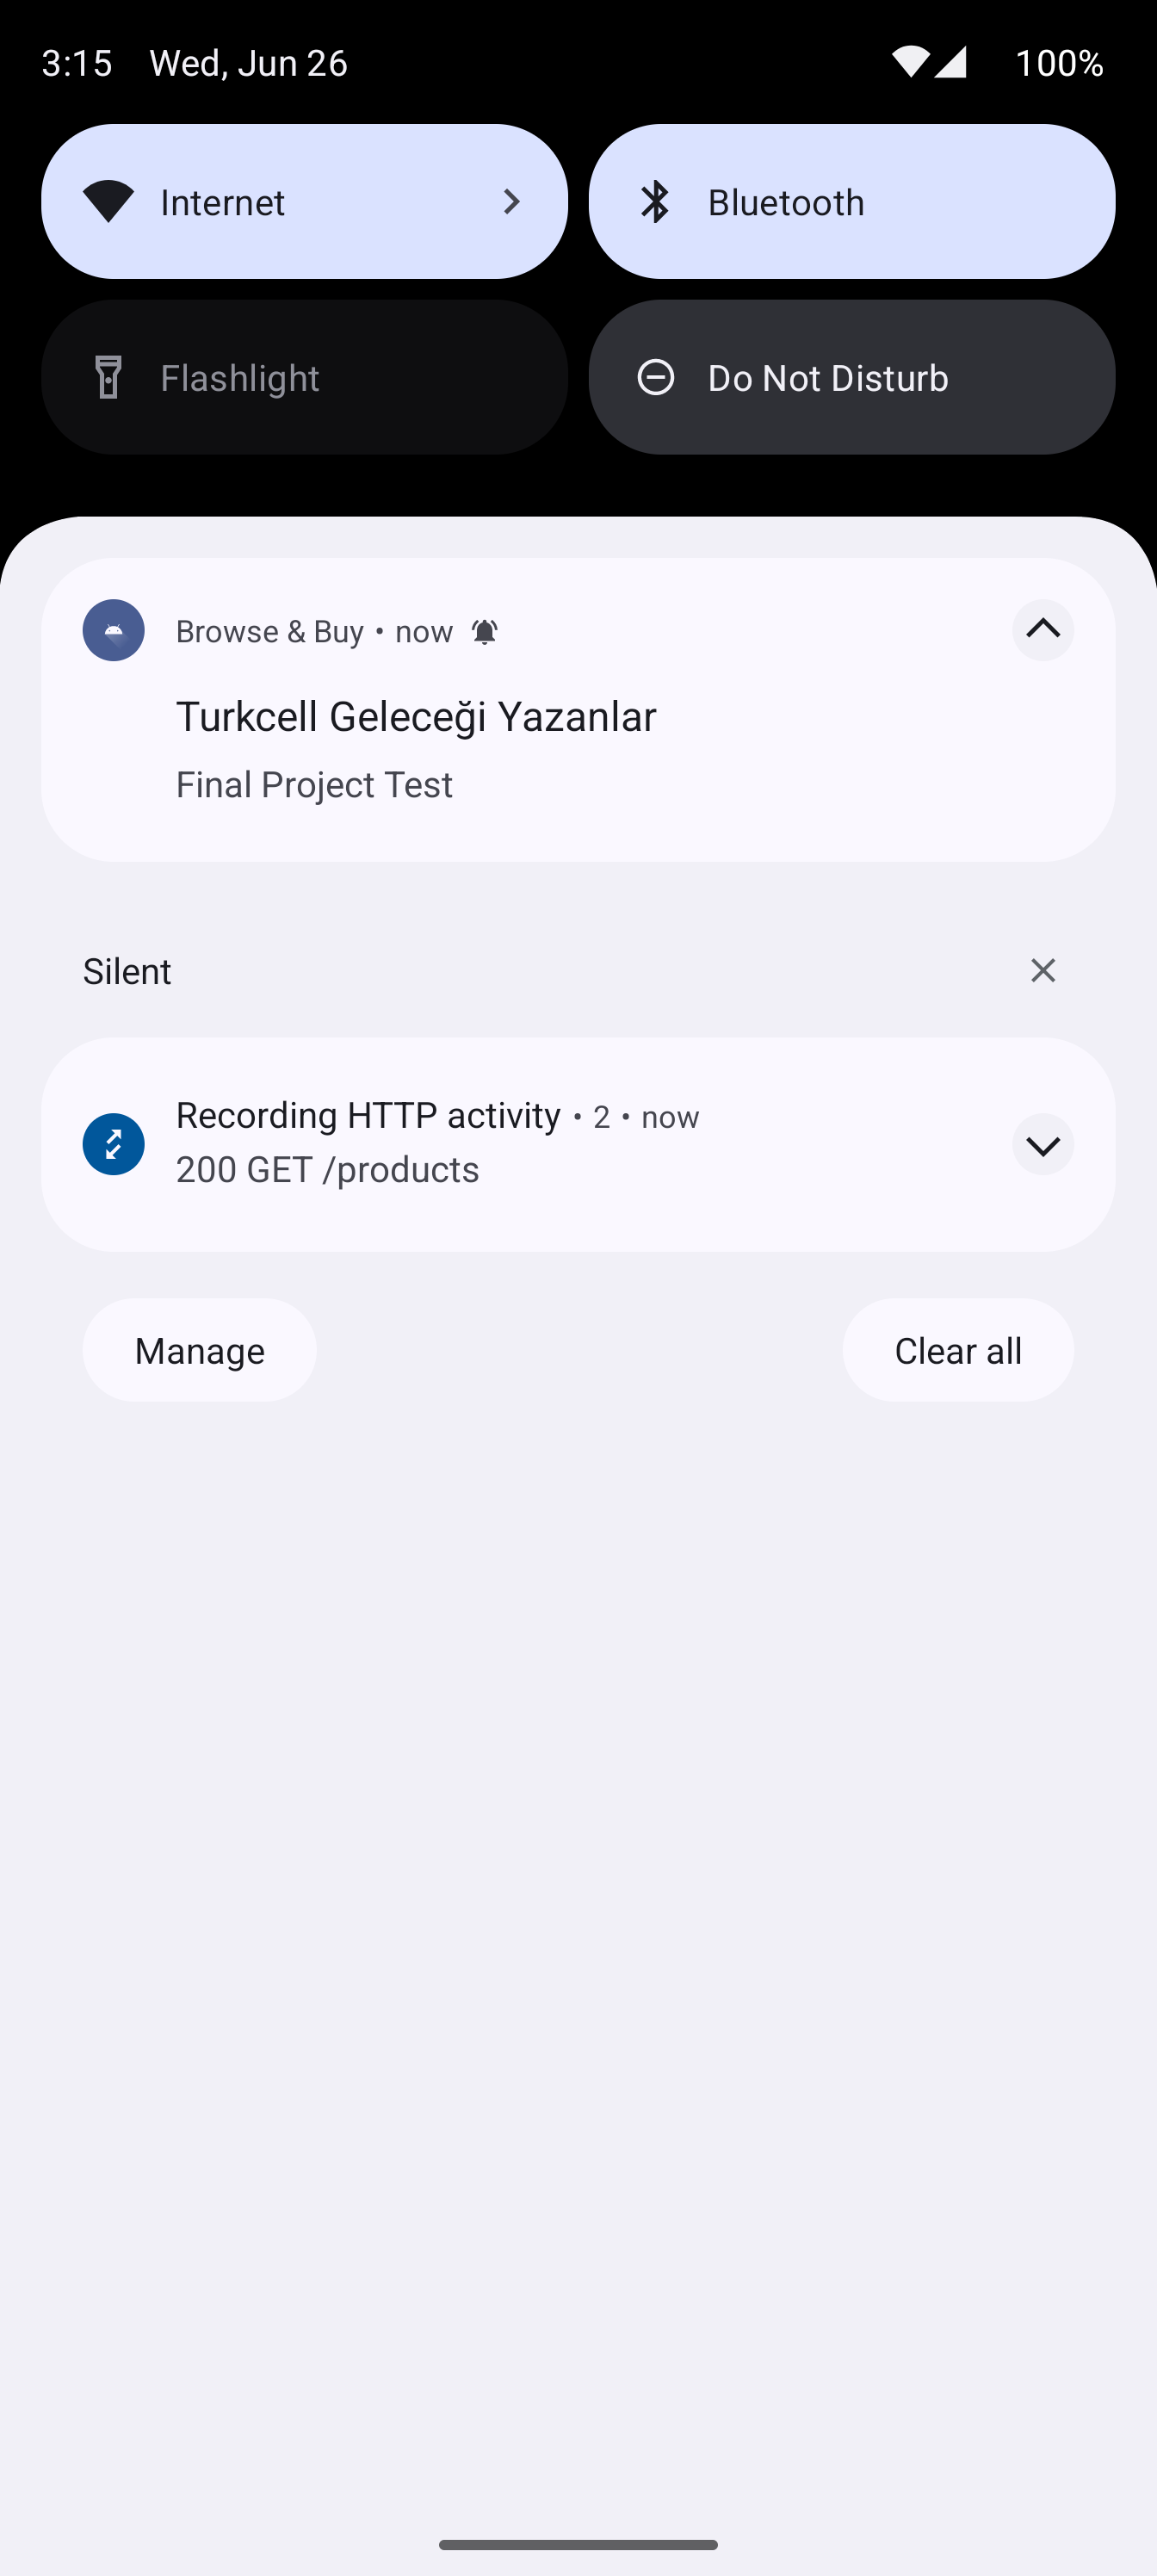 3:15 Wed, Jun 26 100%
Internet
Bluetooth
Flashlight
Do Not Disturb
Browse & Buy • now
Turkcell Geleceği Yazanlar
Final Project Test
Silent
Recording HTTP activity • 2 • now
200 GET /products
Manage
Clear all